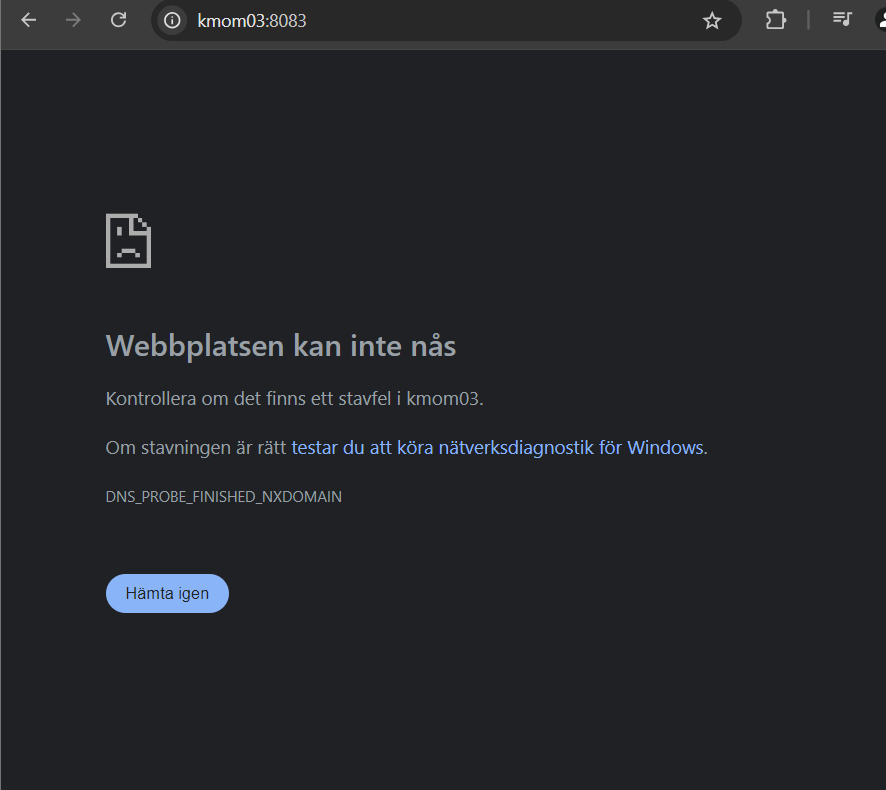 kmom03:8083
Webbplatsen kan inte nås
Kontrollera om det finns ett stavfel i kmom03.
Om stavningen är rätt testar du att köra nätverksdiagnostik för Windows.
DNS_PROBE_FINISHED_NXDOMAIN
Hämta igen